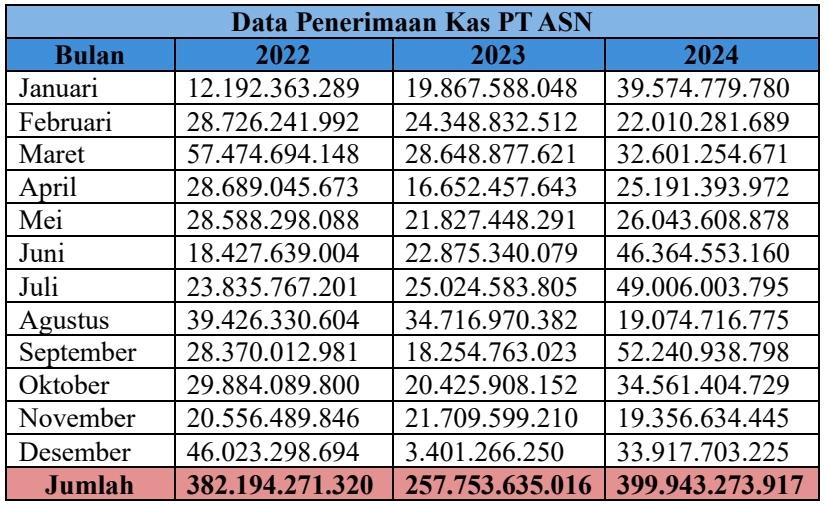 Data Penerimaan Kas PT ASN
Bulan 2022 2023 2024
Januari 12.192.363.289 19.867.588.048 39.574.779.780
Februari 28.726.241.992 24.348.832.512 22.010.281.689
Maret 57.474.694.148 28.648.877.621 32.601.254.671
April 28.689.045.673 16.652.457.643 25.191.393.972
Mei 28.588.298.088 21.827.448.291 26.043.608.878
Juni 18.427.639.004 22.875.340.079 46.364.553.160
Juli 23.835.767.201 25.024.583.805 49.006.003.795
Agustus 39.426.330.604 34.716.970.382 19.074.716.775
September 28.370.012.981 18.254.763.023 52.240.938.798
Oktober 29.884.089.800 20.425.908.152 34.561.404.729
November 20.556.489.846 21.709.599.210 19.356.634.445
Desember 46.023.298.694 3.401.266.250 33.917.703.225
Jumlah 382.194.271.320 257.753.635.016 399.943.273.917